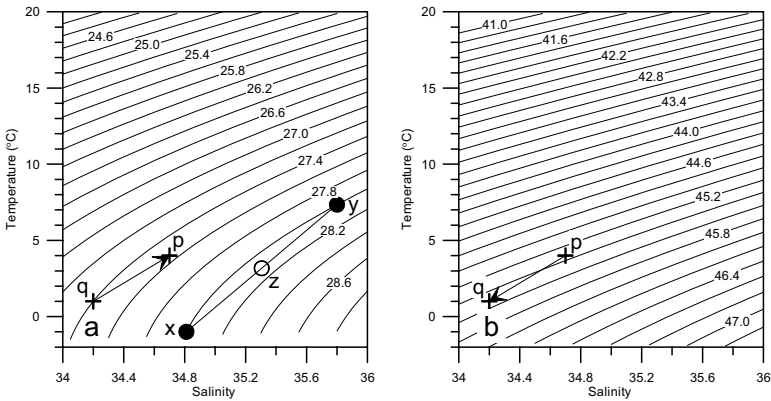 20
15
10
5
0
Temperature (°C)
34 34.4 34.8 35.2 35.6 36
Salinity
24.6
25.0
25.4
25.8
26.2
26.6
27.0
27.4
27.8
28.2
28.6
p
q
a
x
y
z
20
15
10
5
0
Temperature (°C)
34 34.4 34.8 35.2 35.6 36
Salinity
41.0
41.6
42.2
42.8
43.4
44.0
44.6
45.2
45.8
46.4
47.0
p
q
b